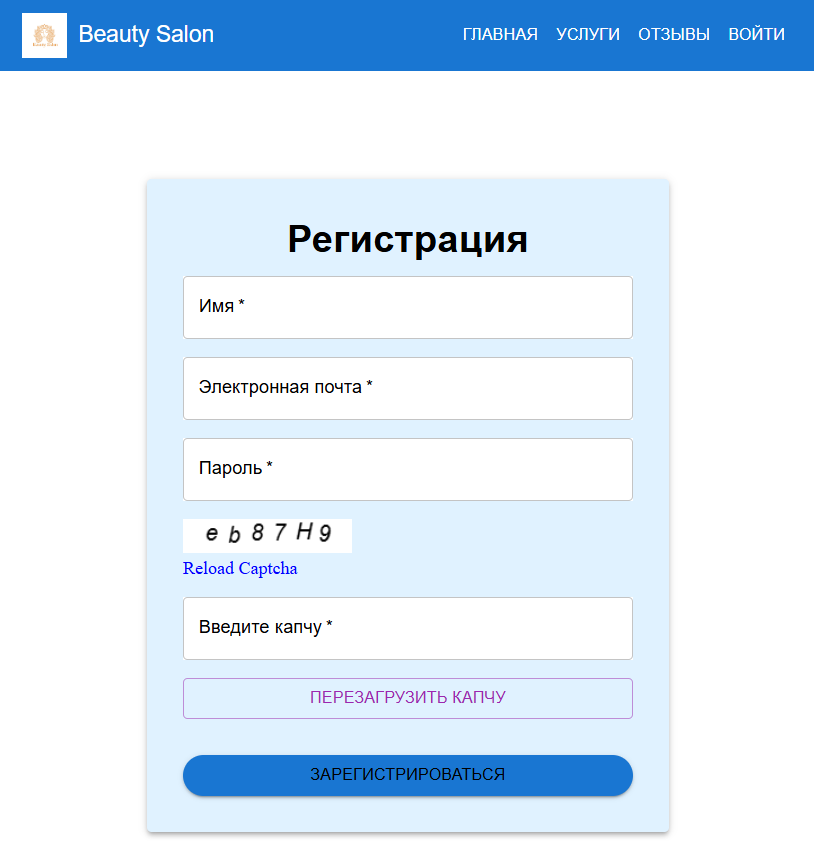 Beauty Salon
ГЛАВНАЯ УСЛУГИ ОТЗЫВЫ ВОЙТИ
Регистрация
Имя *
Электронная почта *
Пароль *
e b 8 7 H 9
Reload Captcha
Введите капчу *
ПЕРЕЗАГРУЗИТЬ КАПЧУ
ЗАРЕГИСТРИРОВАТЬСЯ